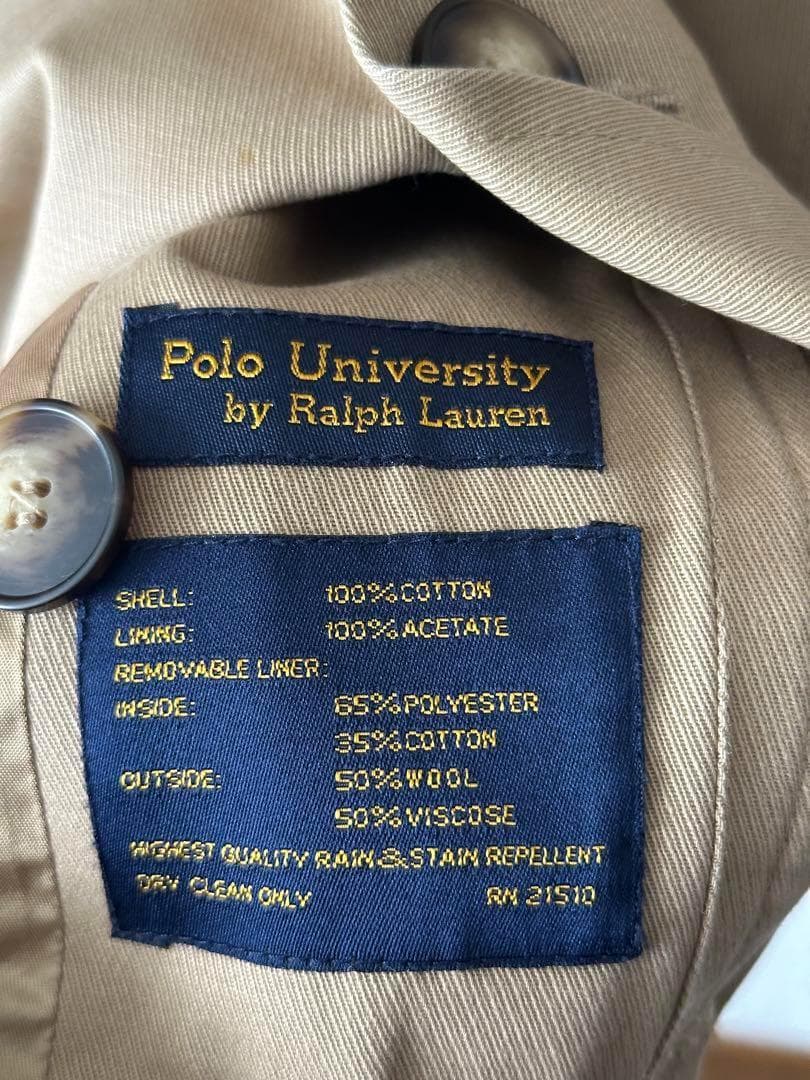 Polo University
by Ralph Lauren
SHELL: 100% COTTON
LINING: 100% ACETATE
REMOVABLE LINER:
INSIDE: 65% POLYESTER
35% COTTON
OUTSIDE: 50% WOOL
50% VISCOSE
HIGHEST QUALITY RAIN & STAIN REPELLENT
DRY CLEAN ONLY RN 21510